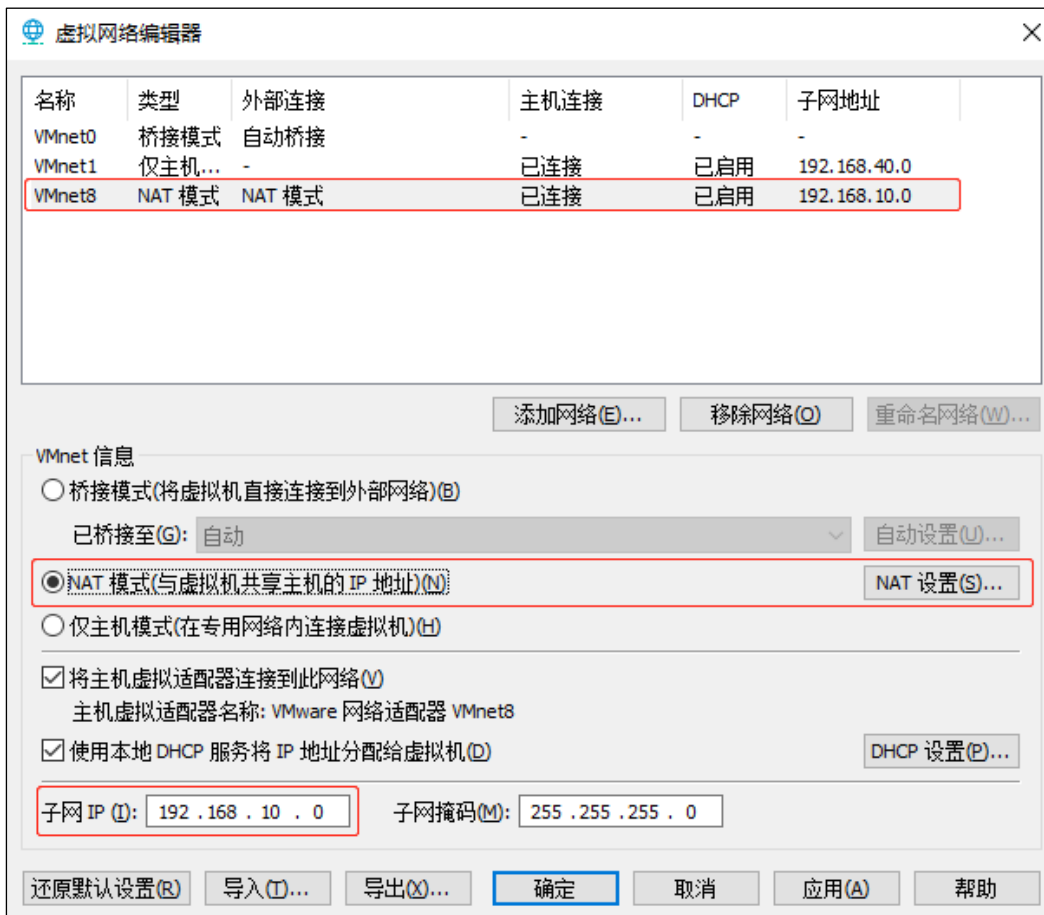 虚拟网络编辑器
名称 类型 外部连接 主机连接 DHCP 子网地址
VMnet0 桥接模式 自动桥接 - - -
VMnet1 仅主机... - 已连接 已启用 192.168.40.0
VMnet8 NAT 模式 NAT 模式 已连接 已启用 192.168.10.0
添加网络(E)... 移除网络(O) 重命名网络(W)...
VMnet 信息
桥接模式(将虚拟机直接连接到外部网络)(B)
已桥接至(G): 自动 自动设置(U)...
NAT 模式(与虚拟机共享主机的 IP 地址)(N) NAT 设置(S)...
仅主机模式(在专用网络内连接虚拟机)(H)
将主机虚拟适配器连接到此网络(V)
主机虚拟适配器名称: VMware 网络适配器 VMnet8
使用本地 DHCP 服务将 IP 地址分配给虚拟机(D) DHCP 设置(P)...
子网 IP (I): 192 . 168 . 10 . 0 子网掩码(M): 255 . 255 . 255 . 0
还原默认设置(R) 导入(T)... 导出(X)... 确定 取消 应用(A) 帮助